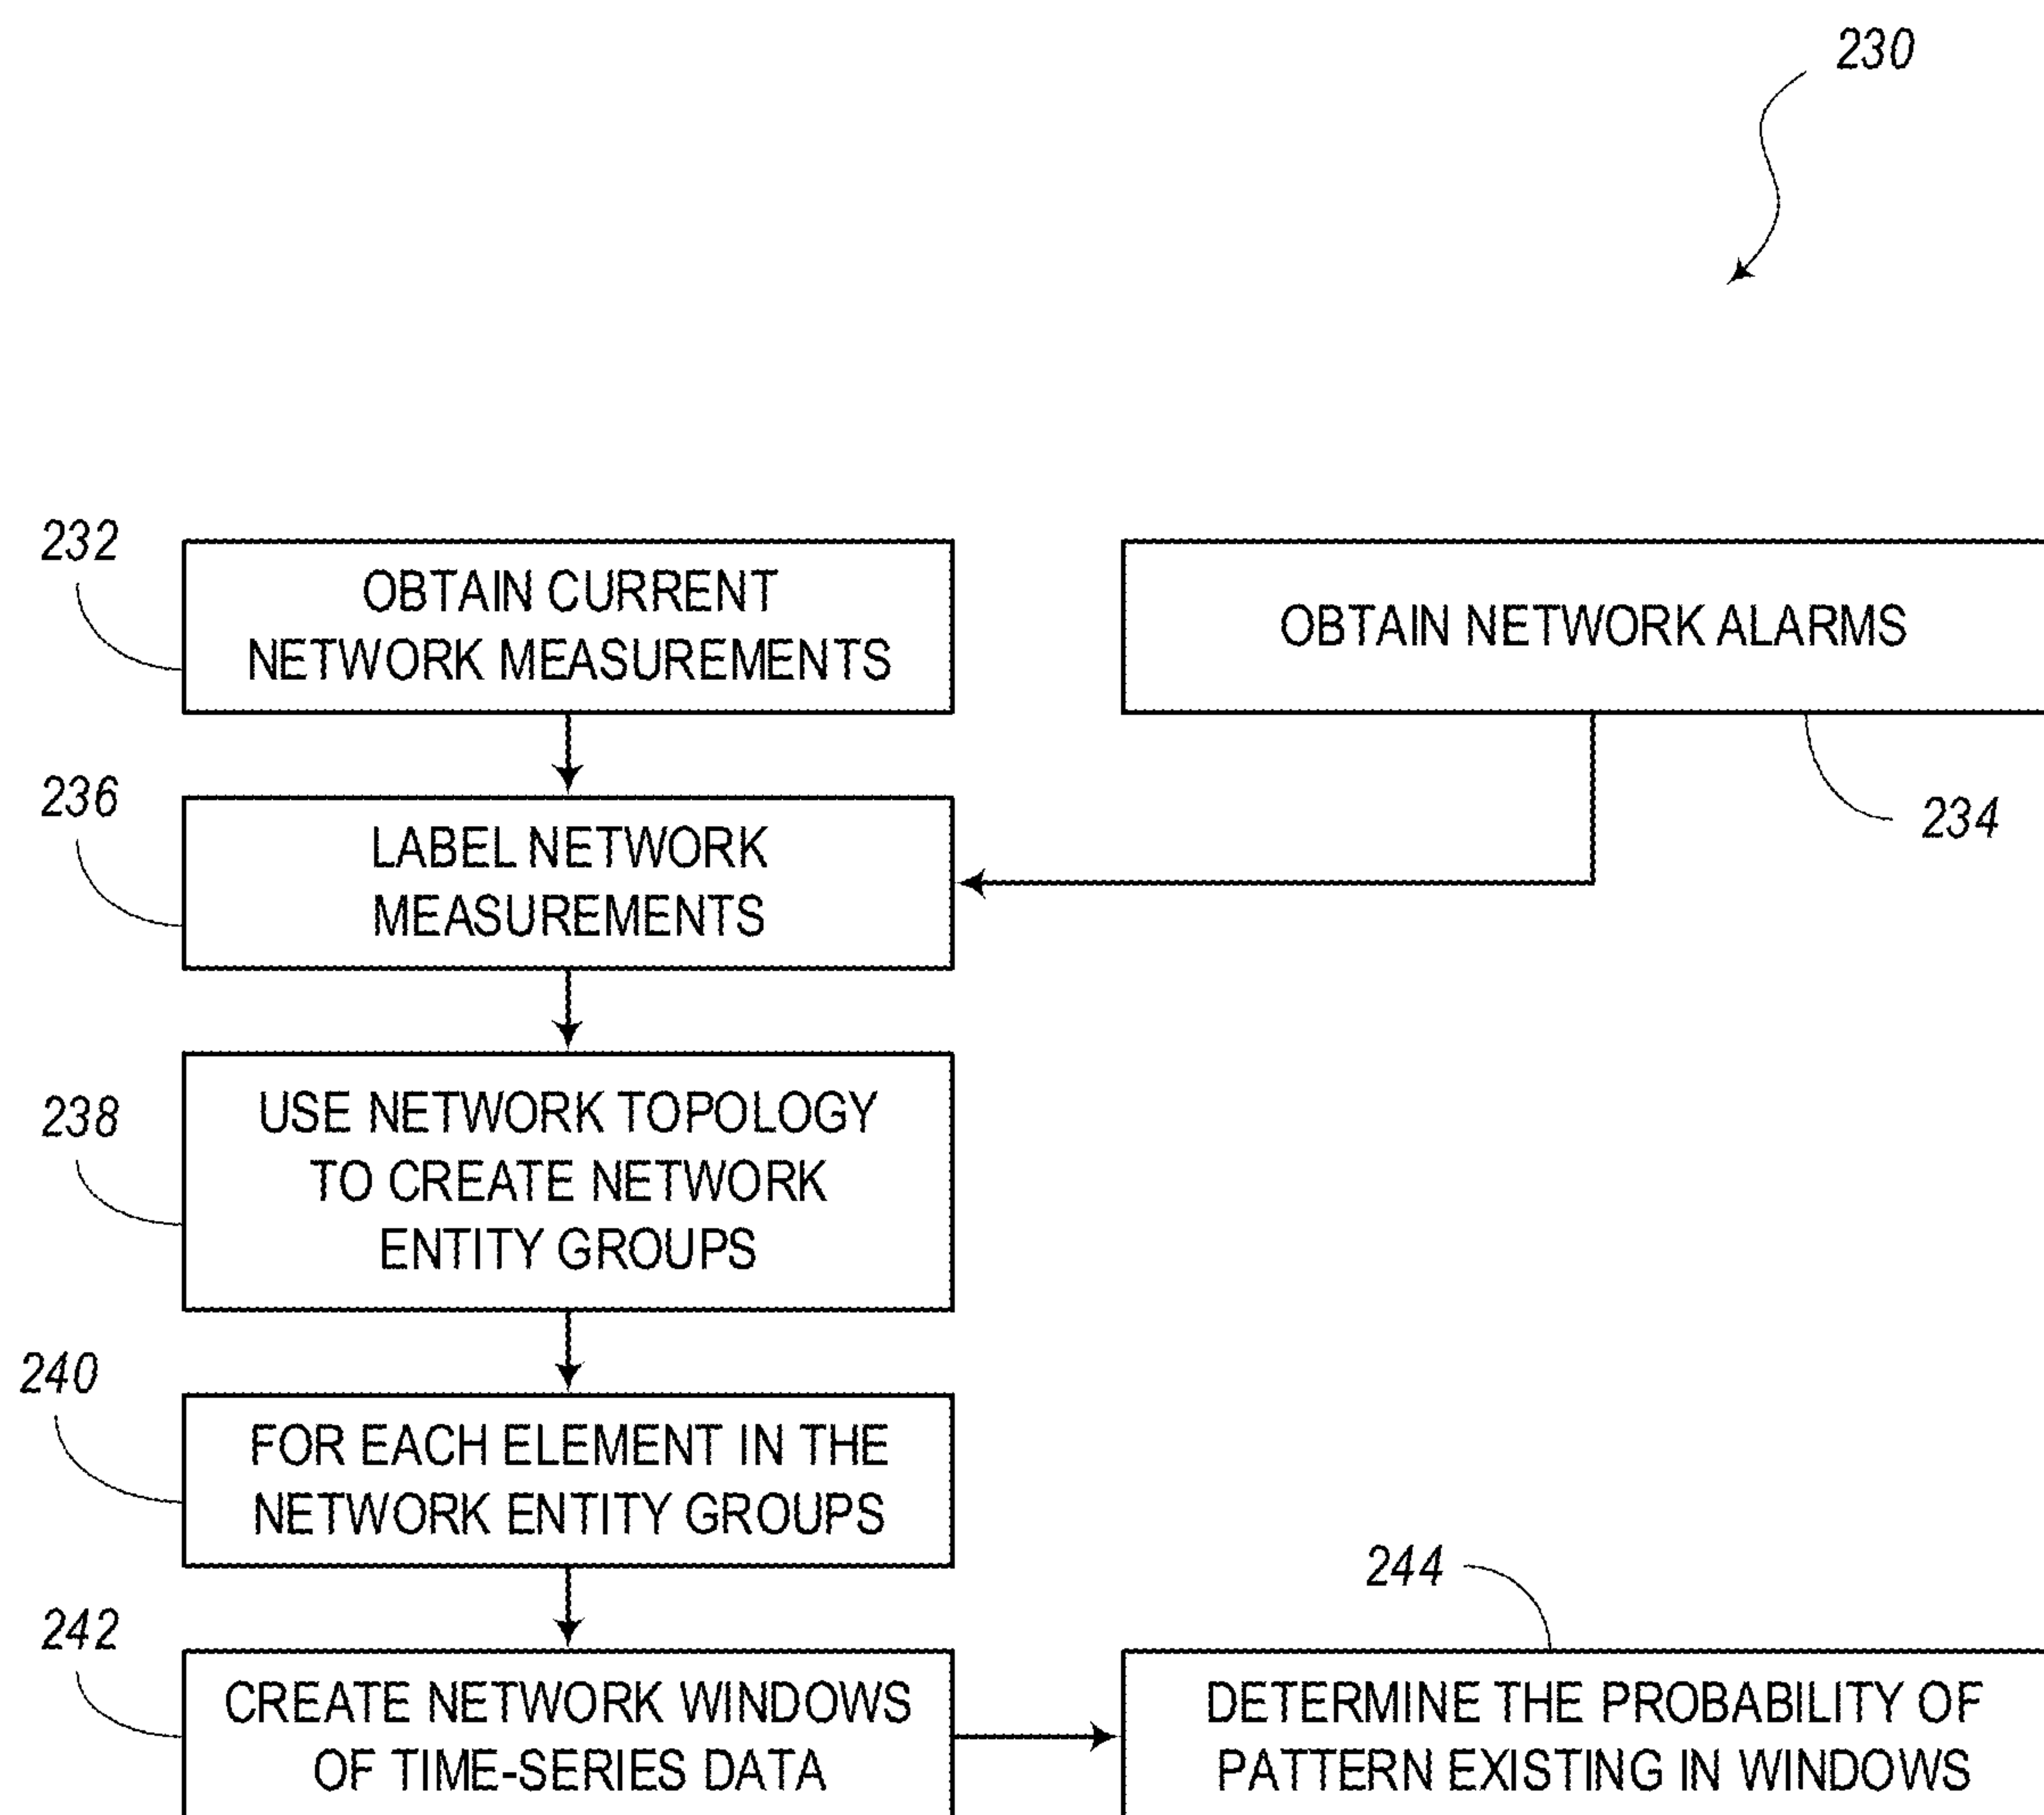 230
232
OBTAIN CURRENT
NETWORK MEASUREMENTS
OBTAIN NETWORK ALARMS
234
236
LABEL NETWORK
MEASUREMENTS
238
USE NETWORK TOPOLOGY
TO CREATE NETWORK
ENTITY GROUPS
240
FOR EACH ELEMENT IN THE
NETWORK ENTITY GROUPS
242
CREATE NETWORK WINDOWS
OF TIME-SERIES DATA
244
DETERMINE THE PROBABILITY OF
PATTERN EXISTING IN WINDOWS